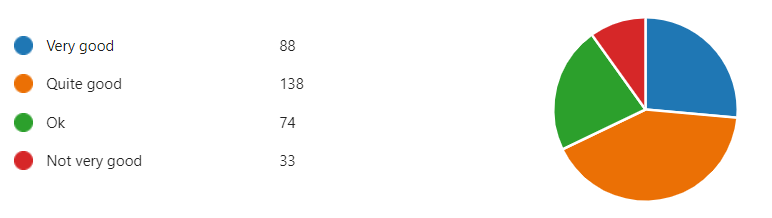 Very good 88
Quite good 138
Ok 74
Not very good 33